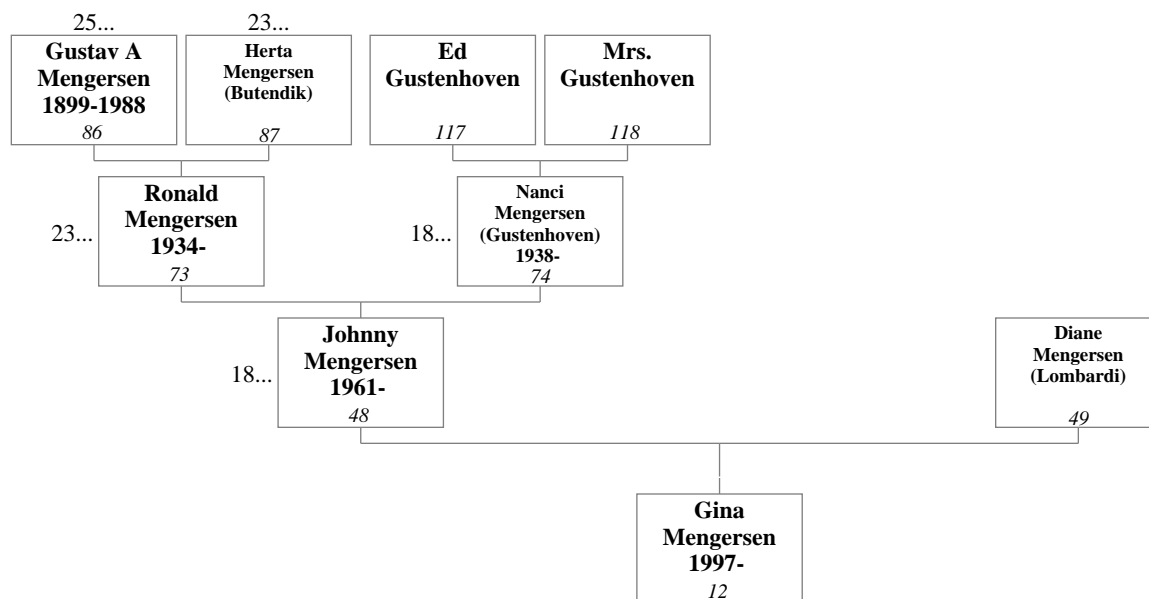 25...
23...
Gustav A
Mengersen
1899-1988
86
Herta
Mengersen
(Butendik)
87
Ed
Gustenhoven
117
Mrs.
Gustenhoven
118
23...
Ronald
Mengersen
1934-
73
18...
Nanci
Mengersen
(Gustenhoven)
1938-
74
18...
Johnny
Mengersen
1961-
48
Diane
Mengersen
(Lombardi)
49
Gina
Mengersen
1997-
12